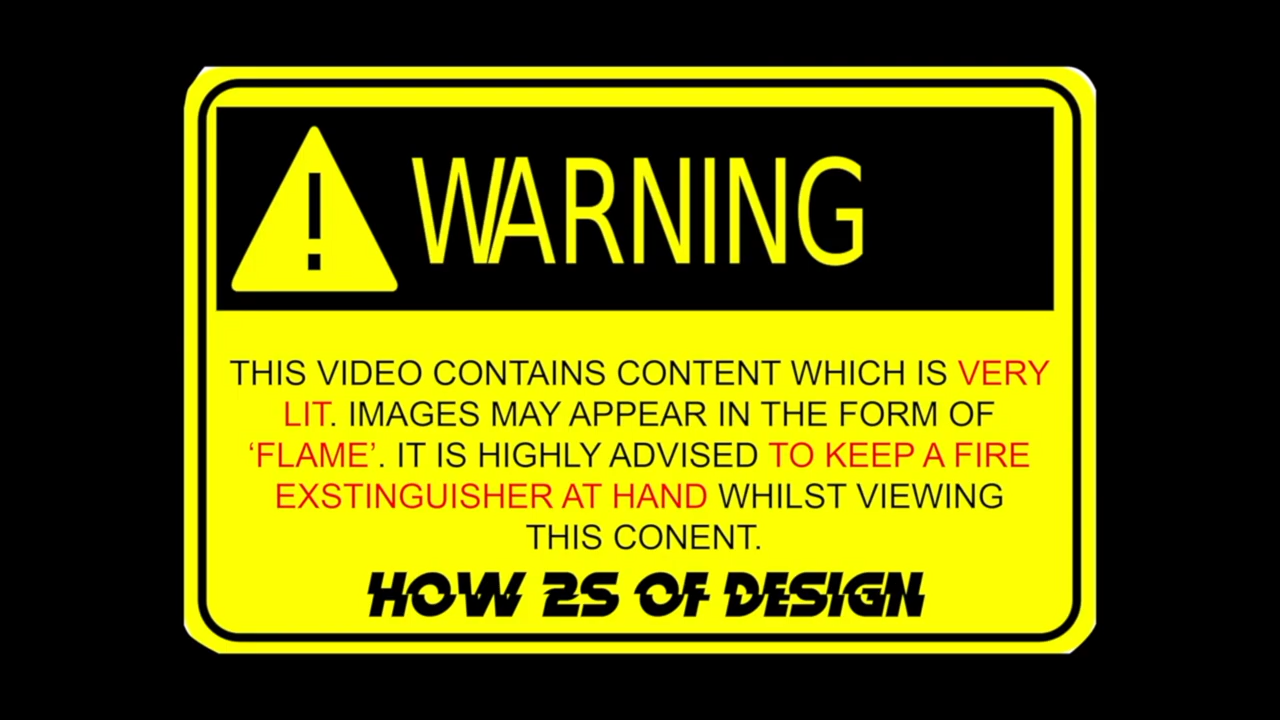 !
WARNING
THIS VIDEO CONTAINS CONTENT WHICH IS VERY
LIT. IMAGES MAY APPEAR IN THE FORM OF
‘FLAME’. IT IS HIGHLY ADVISED TO KEEP A FIRE
EXSTINGUISHER AT HAND WHILST VIEWING
THIS CONENT.
HOW 2S OF DESIGN